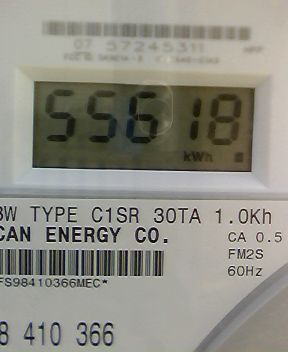 07 57245311
55618
kWh
3W TYPE C1SR 30TA 1.0Kh
CAN ENERGY CO. CA 0.5
FM2S
FS98410366MEC* 60Hz
8 410 366